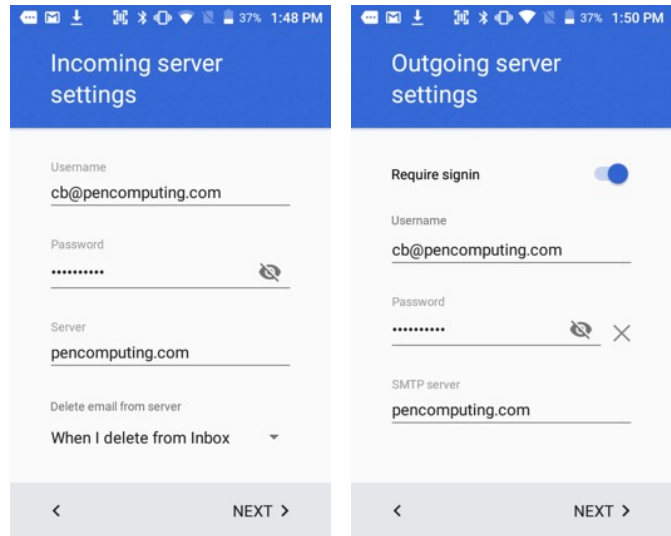 37% 1:48 PM
Incoming server
settings
Username
cb@pencomputing.com
Password
••••••••••
Server
pencomputing.com
Delete email from server
When I delete from Inbox
NEXT
37% 1:50 PM
Outgoing server
settings
Require signin
Username
cb@pencomputing.com
Password
••••••••••
SMTP server
pencomputing.com
NEXT